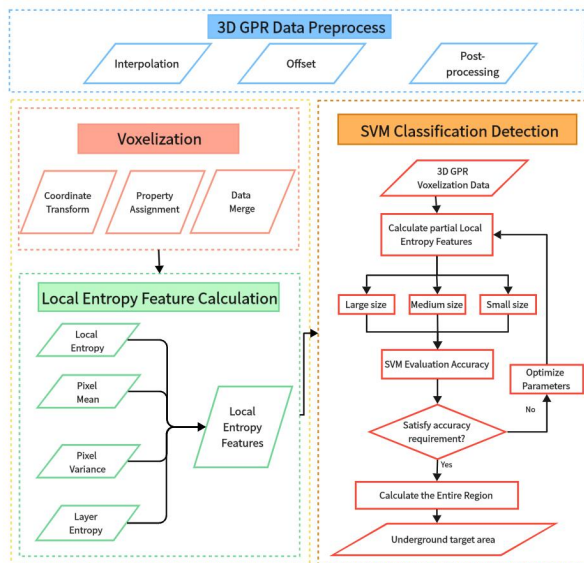 3D GPR Data Preprocess
Interpolation
Offset
Post-
processing
Voxelization
Coordinate
Transform
Property
Assignment
Data
Merge
Local Entropy Feature Calculation
Local
Entropy
Pixel
Mean
Pixel
Variance
Layer
Entropy
Local
Entropy
Features
SVM Classification Detection
3D GPR
Voxelization Data
Calculate partial Local
Entropy Features
Large size
Medium size
Small size
SVM Evaluation Accuracy
Optimize
Parameters
No
Satisfy accuracy
requirement?
Yes
Calculate the Entire Region
Underground target area